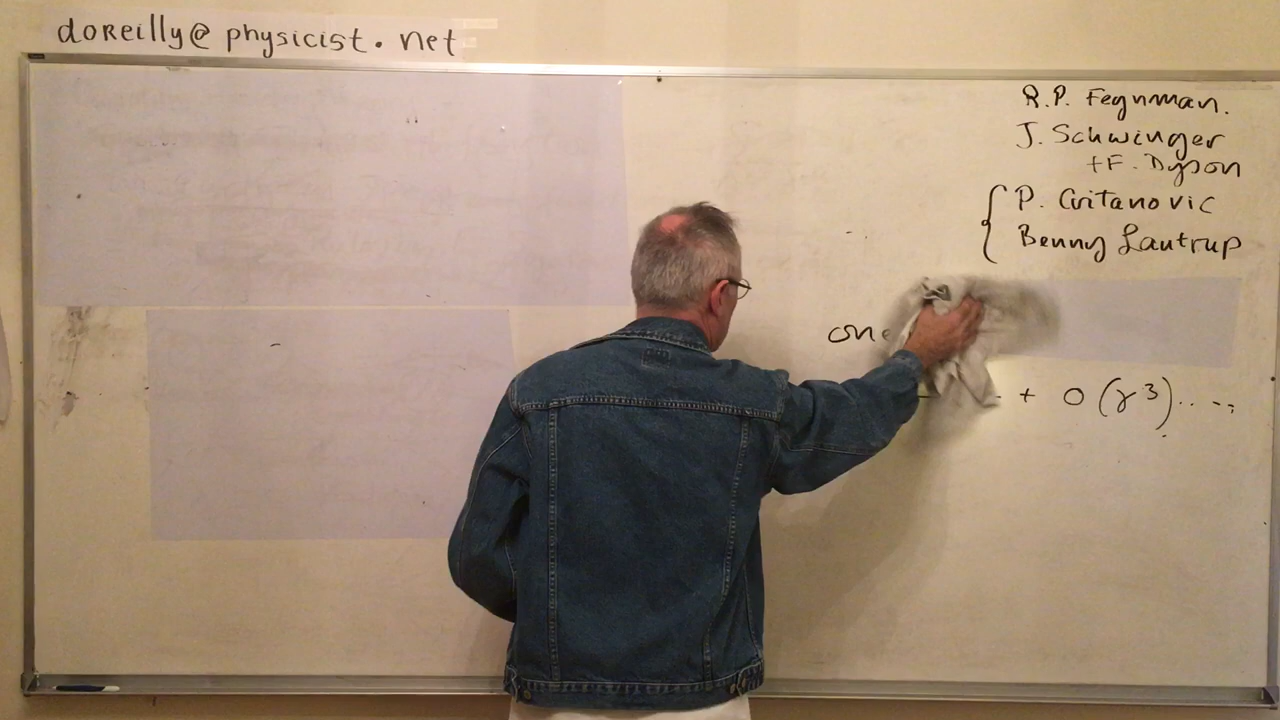 doreilly@physicist.net
R.P. Feynman.
J. Schwinger
+F. Dyson
P. Cvitanovic
Benny Lautrup
one
+ O(γ³)....,